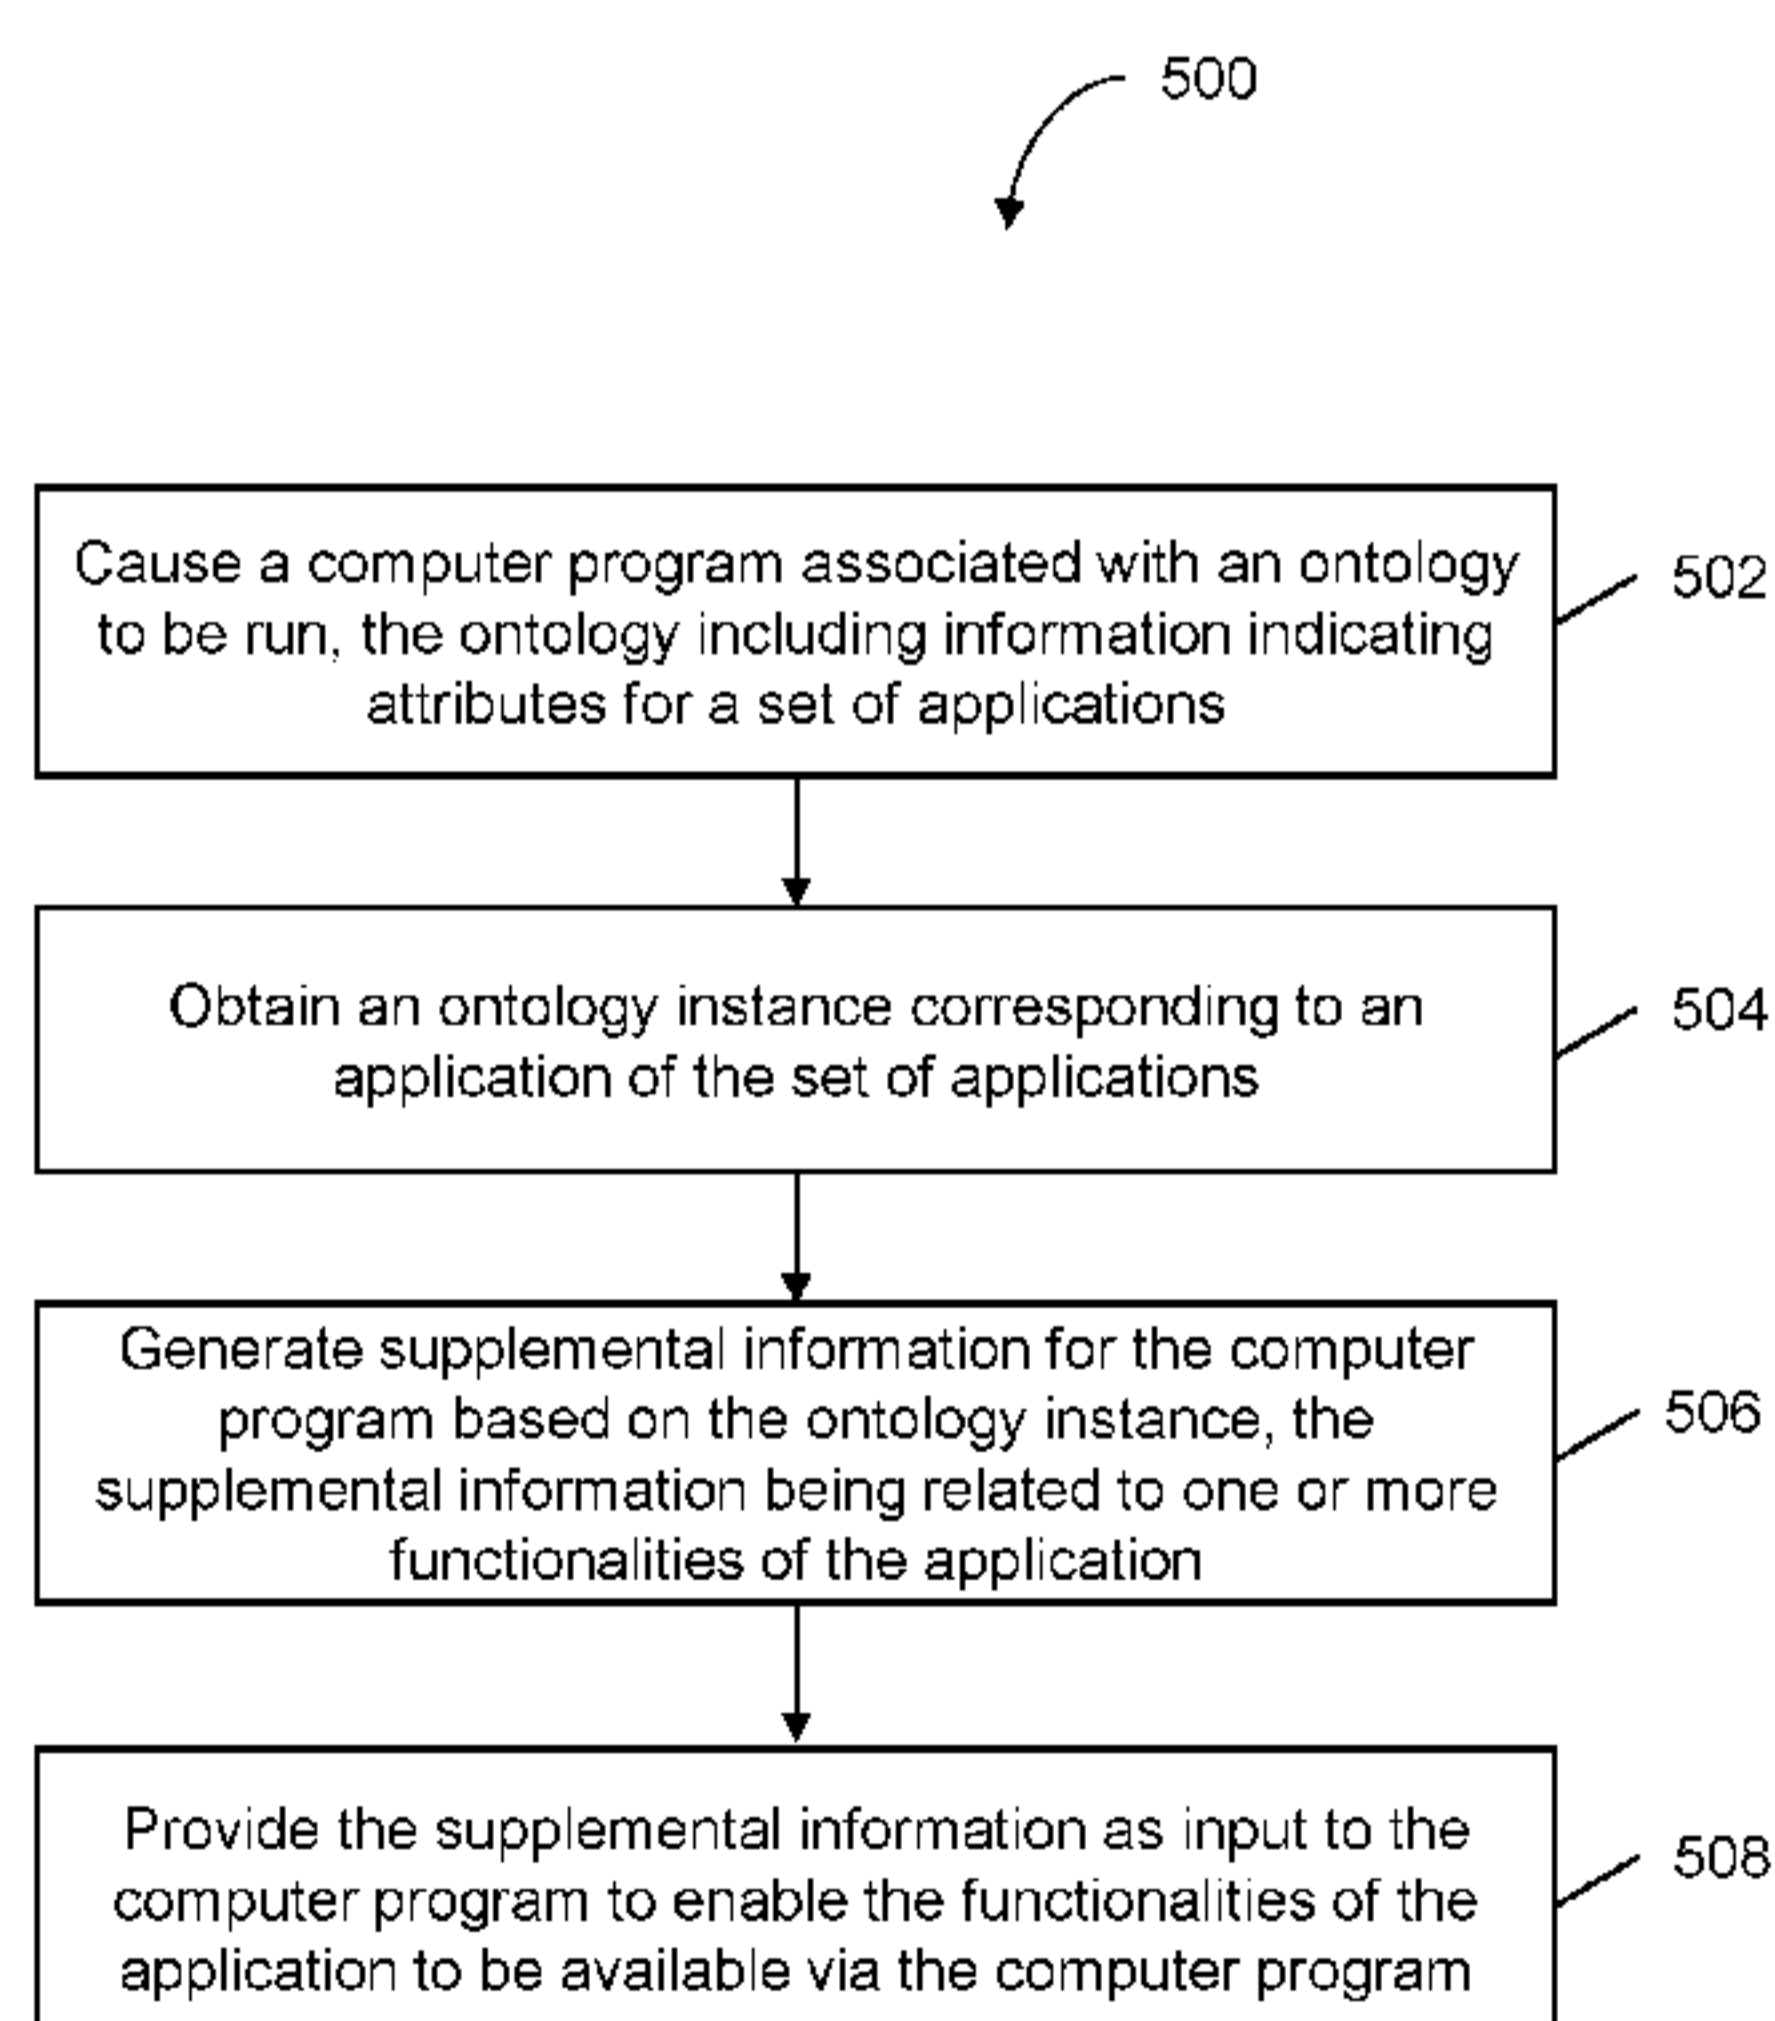 500
Cause a computer program associated with an ontology
to be run, the ontology including information indicating
attributes for a set of applications
502
Obtain an ontology instance corresponding to an
application of the set of applications
504
Generate supplemental information for the computer
program based on the ontology instance, the
supplemental information being related to one or more
functionalities of the application
506
Provide the supplemental information as input to the
computer program to enable the functionalities of the
application to be available via the computer program
508